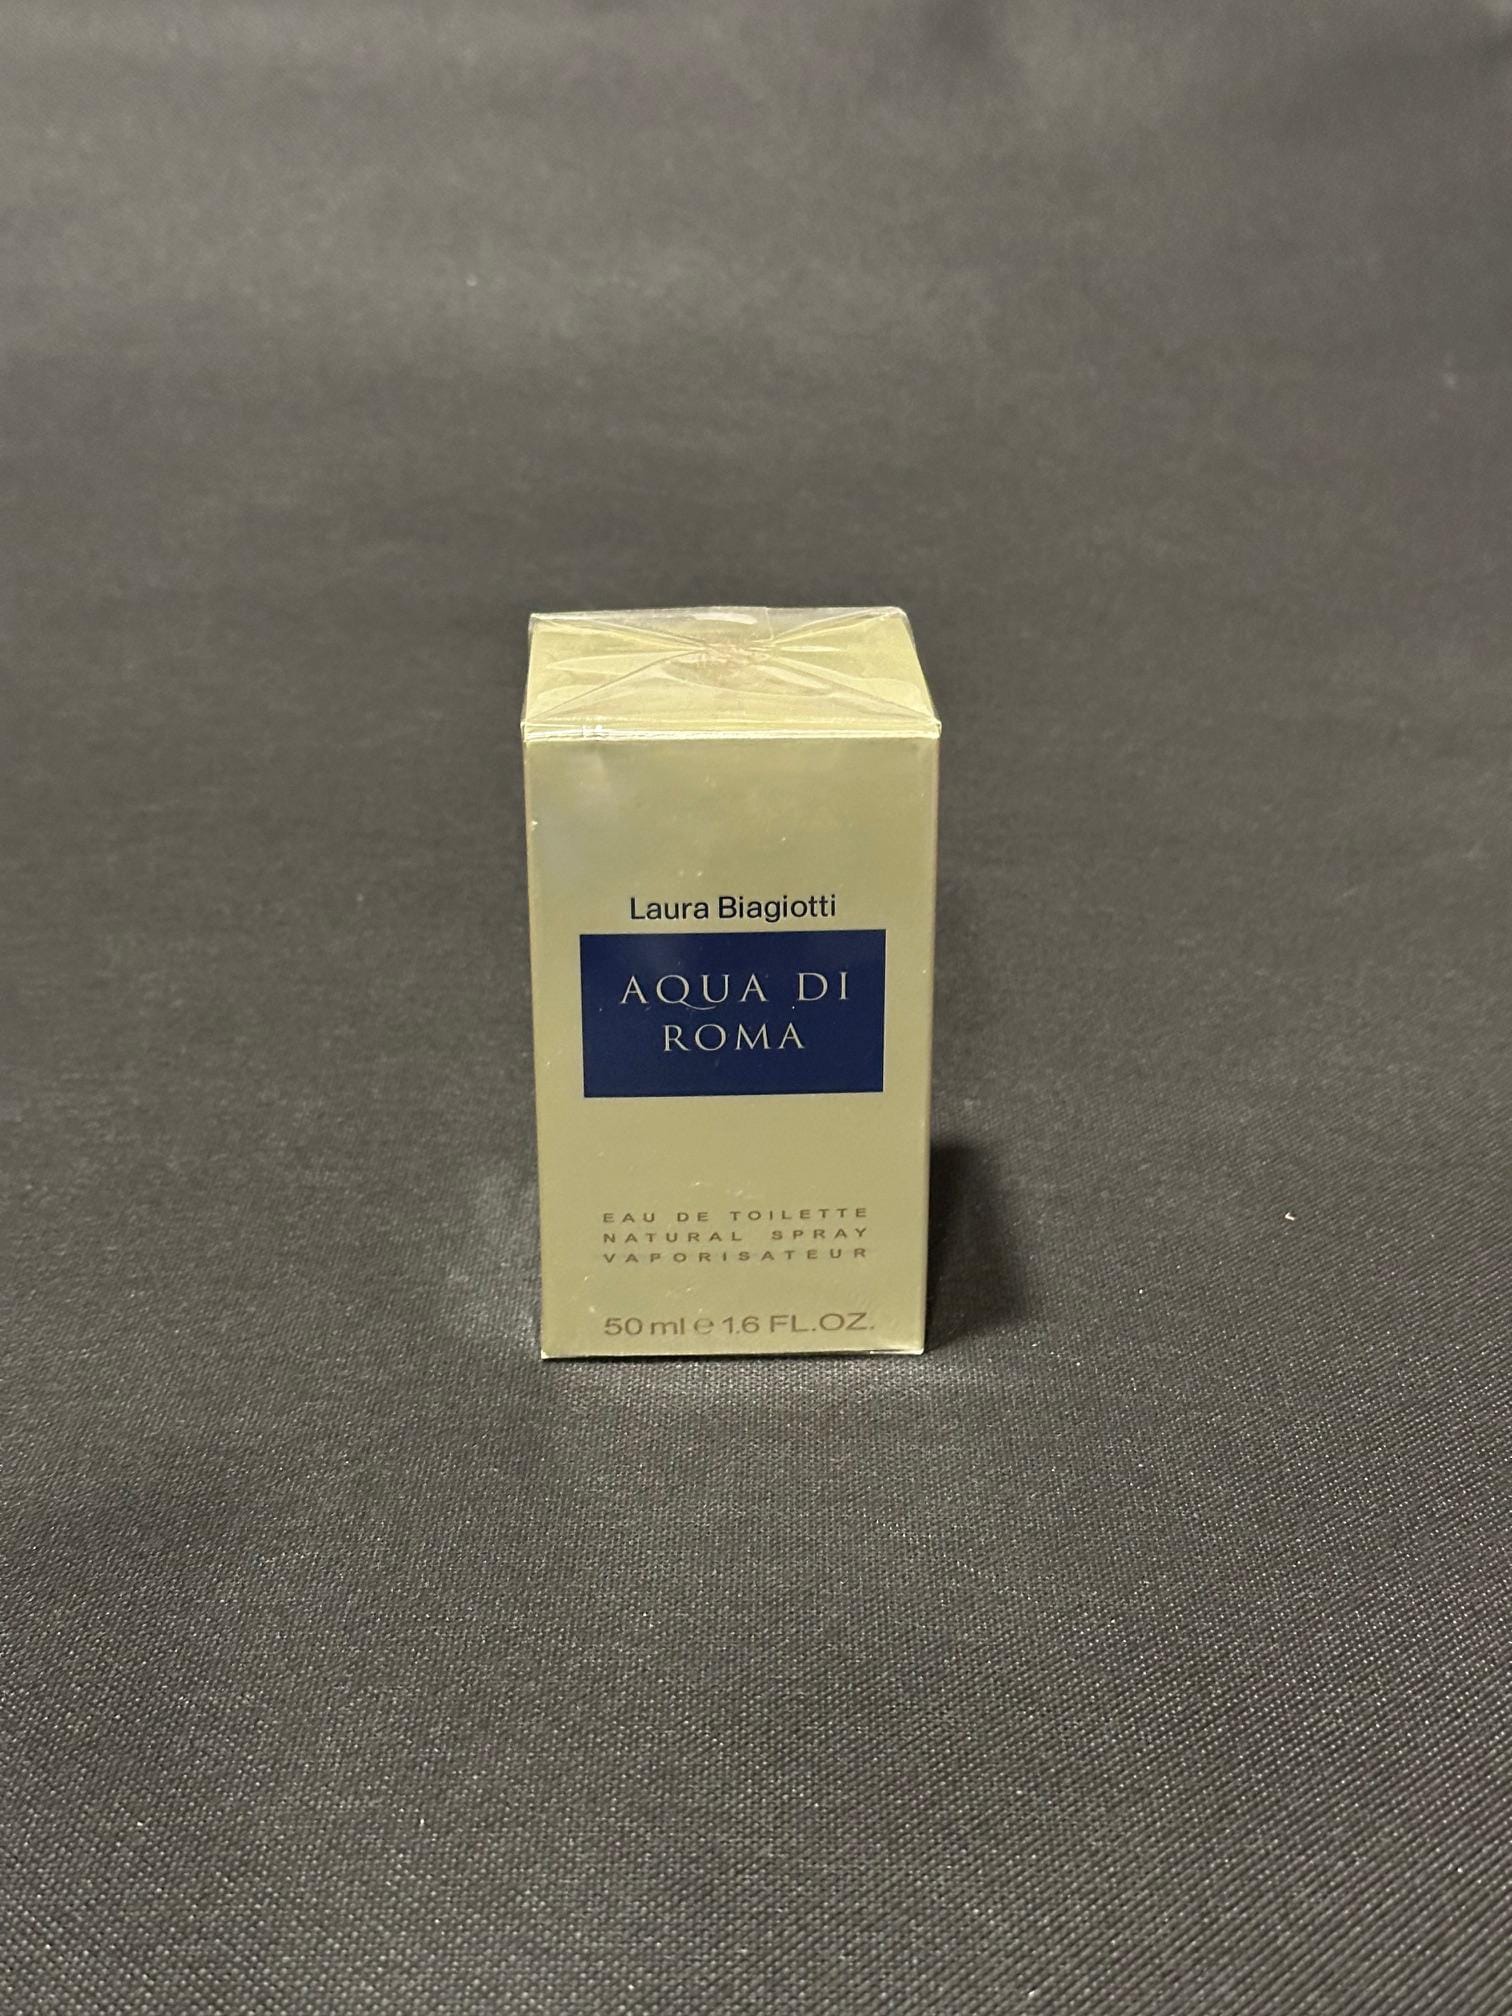 Laura Biagiotti
AQUA DI
ROMA
EAU DE TOILETTE
NATURAL SPRAY
VAPORISATEUR
50 ml ℮ 1.6 FL.OZ.